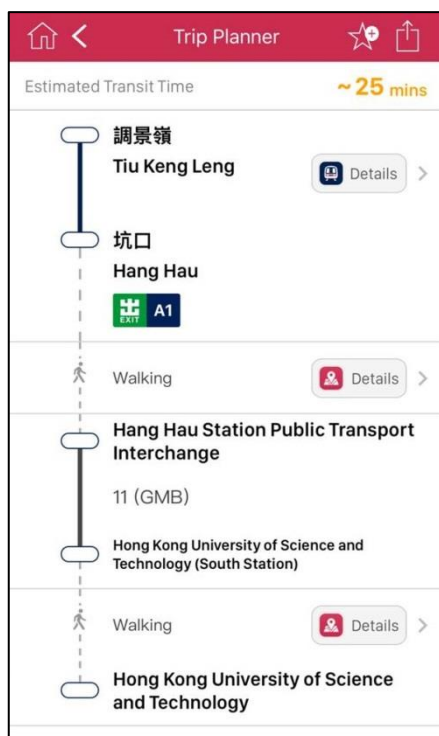 Trip Planner
Estimated Transit Time
~25 mins
調景嶺
Tiu Keng Leng
Details
坑口
Hang Hau
出 EXIT A1
Walking
Details
Hang Hau Station Public Transport
Interchange
11 (GMB)
Hong Kong University of Science and
Technology (South Station)
Walking
Details
Hong Kong University of Science
and Technology